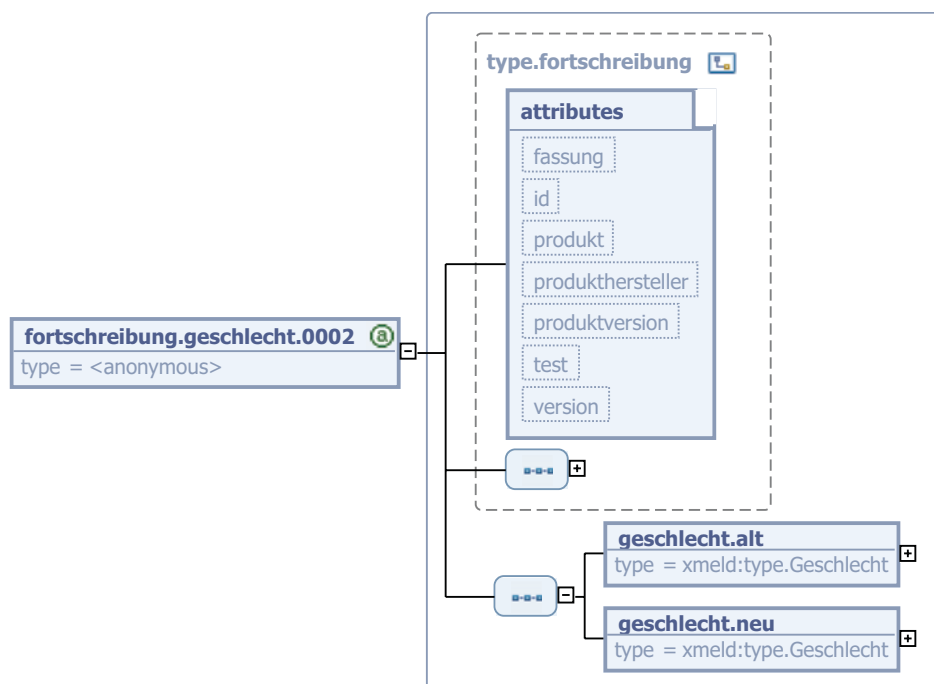 type.fortschreibung
attributes
fassung
id
produkt
produkthersteller
produktversion
test
version
fortschreibung.geschlecht.0002 a
type = <anonymous>
geschlecht.alt
type = xmeld:type.Geschlecht
geschlecht.neu
type = xmeld:type.Geschlecht